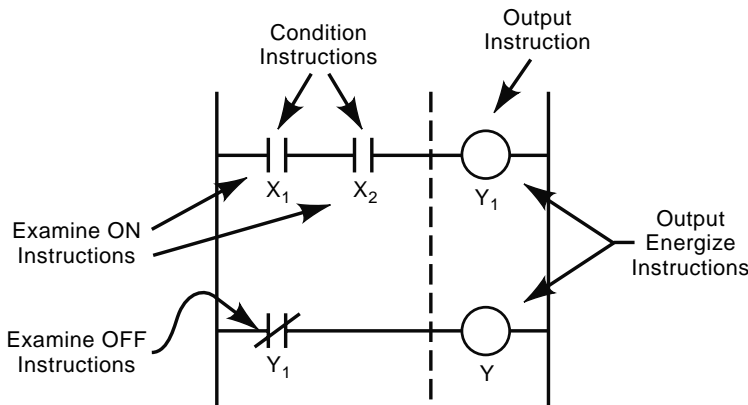 Condition
Instructions
Output
Instruction
X1
X2
Y1
Examine ON
Instructions
Output
Energize
Instructions
Examine OFF
Instructions
Y1
Y